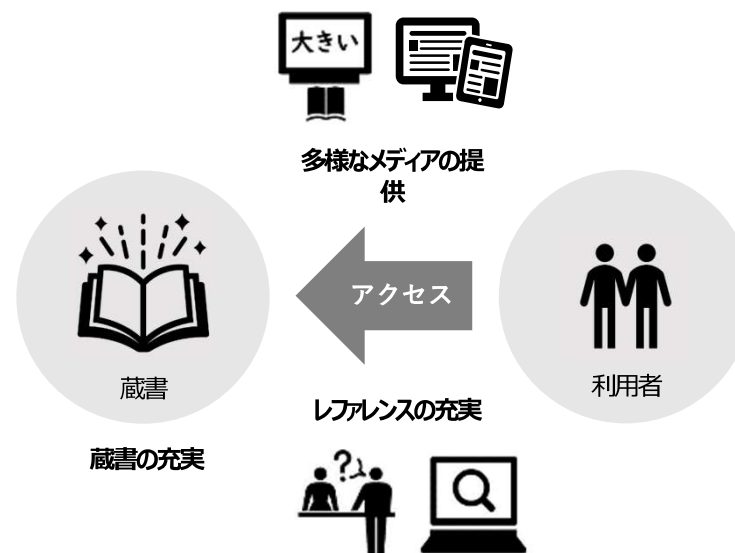 大きい
多様なメディアの提
供
アクセス
蔵書
利用者
レファレンスの充実
蔵書の充実
?